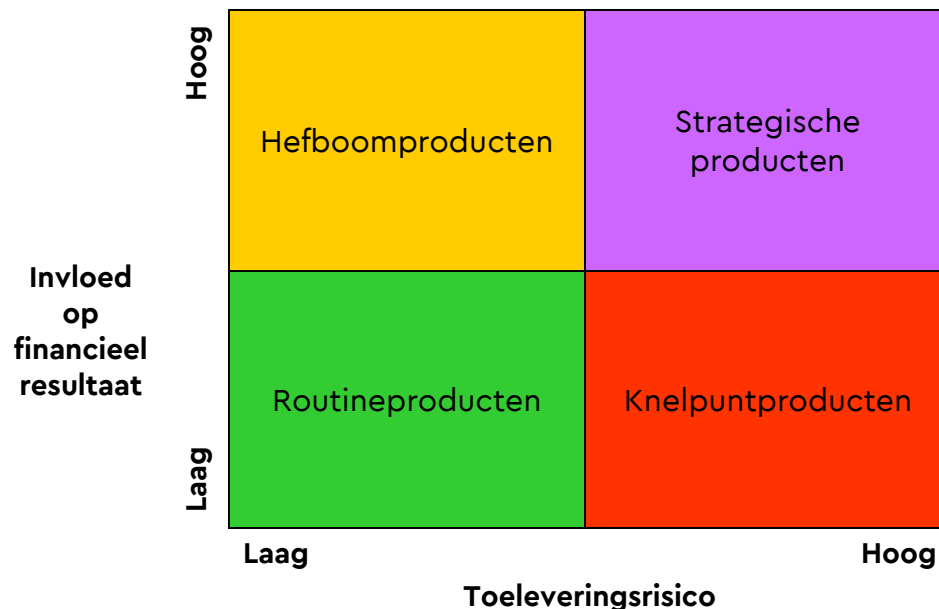 Hoog
Hefboomproducten
Strategische
producten
Invloed
op
financieel
resultaat
Routineproducten
Knelpuntproducten
Laag
Laag
Hoog
Toeleveringsrisico